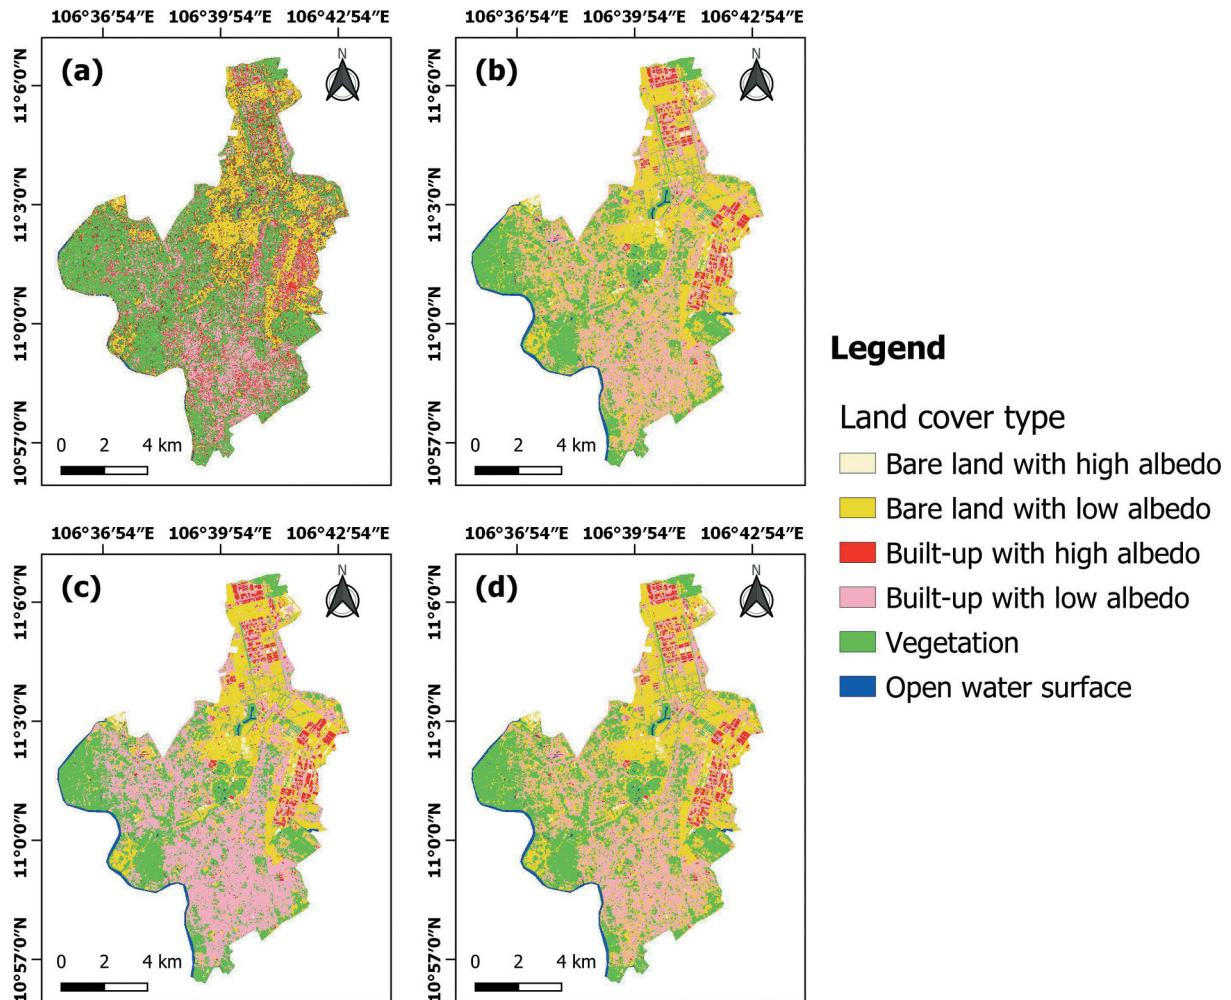 106°36′54″E 106°39′54″E 106°42′54″E
106°36′54″E 106°39′54″E 106°42′54″E
(a)
N
11°6′0″N
11°3′0″N
11°0′0″N
10°57′0″N
0 2 4 km
(b)
N
11°6′0″N
11°3′0″N
11°0′0″N
10°57′0″N
0 2 4 km
106°36′54″E 106°39′54″E 106°42′54″E
106°36′54″E 106°39′54″E 106°42′54″E
(c)
N
11°6′0″N
11°3′0″N
11°0′0″N
10°57′0″N
0 2 4 km
(d)
N
11°6′0″N
11°3′0″N
11°0′0″N
10°57′0″N
0 2 4 km
Legend
Land cover type
Bare land with high albedo
Bare land with low albedo
Built-up with high albedo
Built-up with low albedo
Vegetation
Open water surface